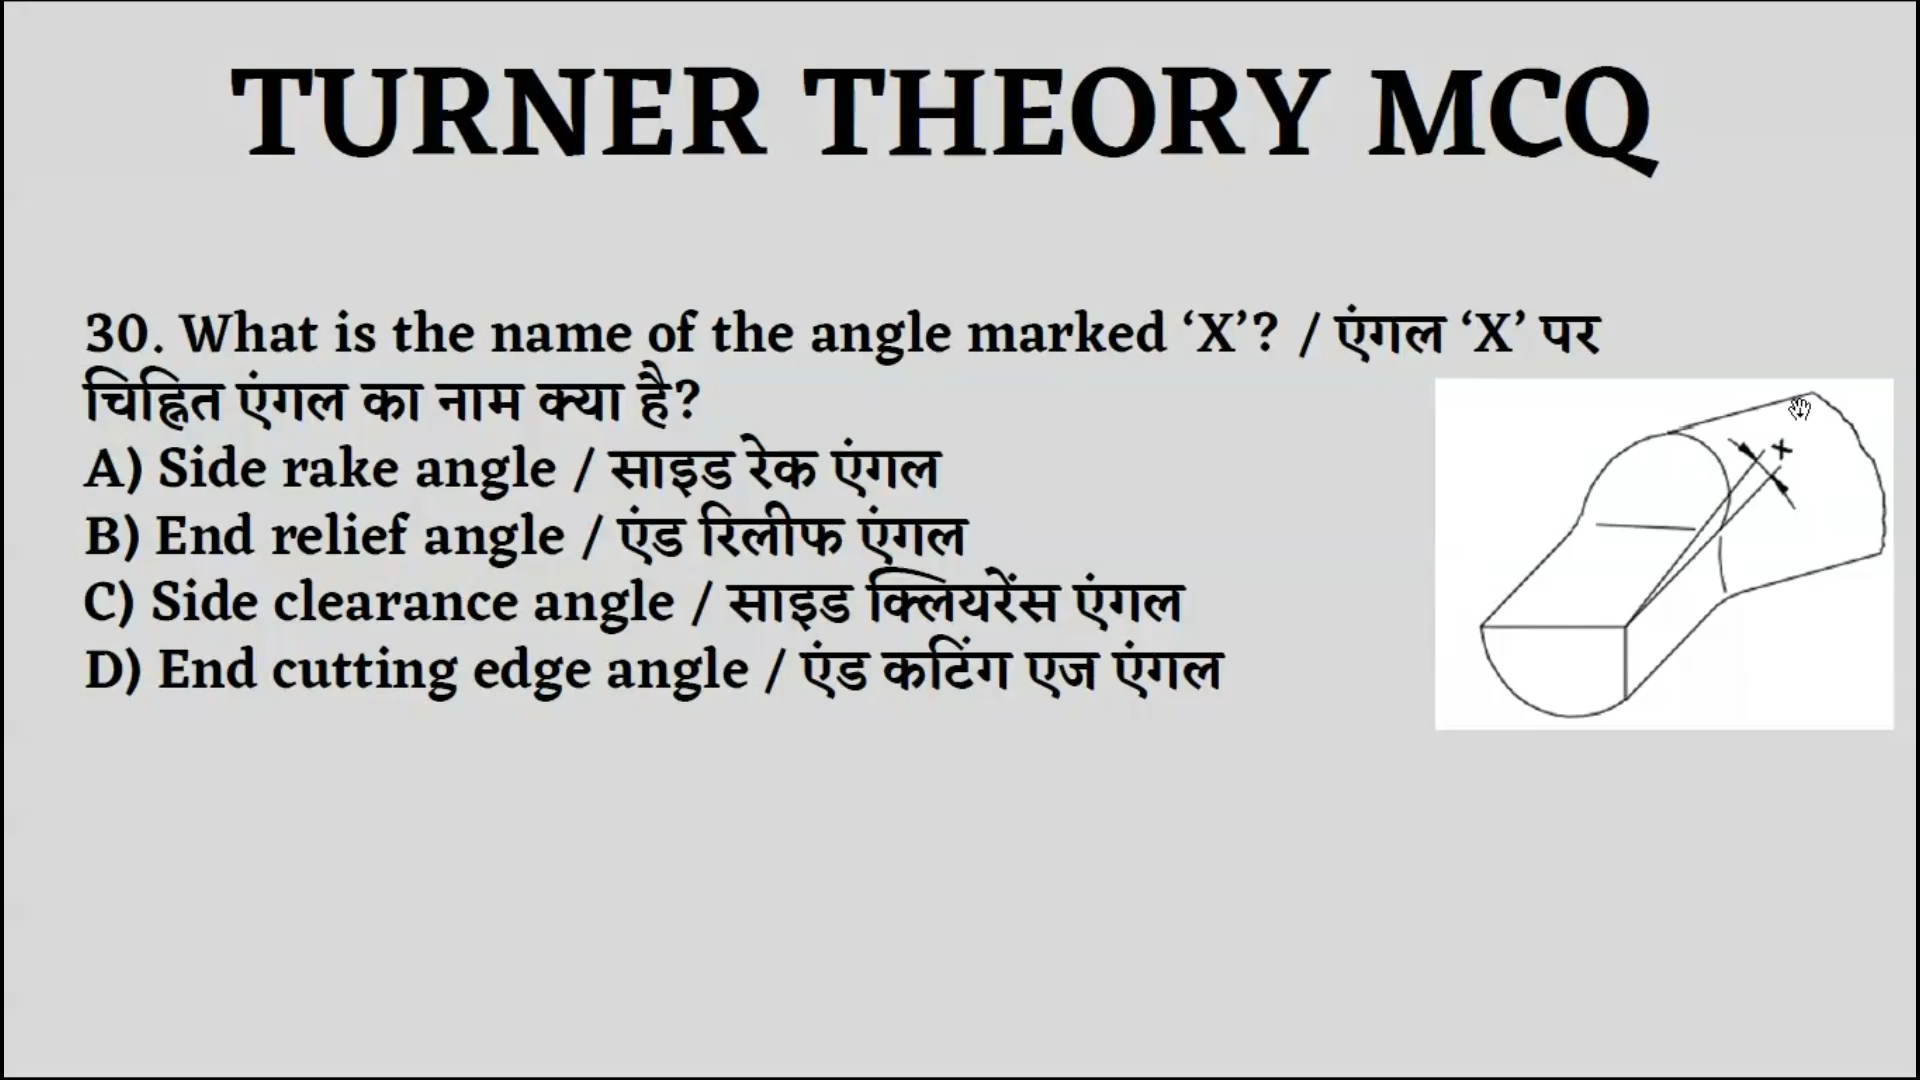 TURNER THEORY MCQ
30. What is the name of the angle marked ‘X’? / एंगल ‘X’ पर
चिह्नित एंगल का नाम क्या है?
A) Side rake angle / साइड रेक एंगल
B) End relief angle / एंड रिलीफ एंगल
C) Side clearance angle / साइड क्लियरेंस एंगल
D) End cutting edge angle / एंड कटिंग एज एंगल
X